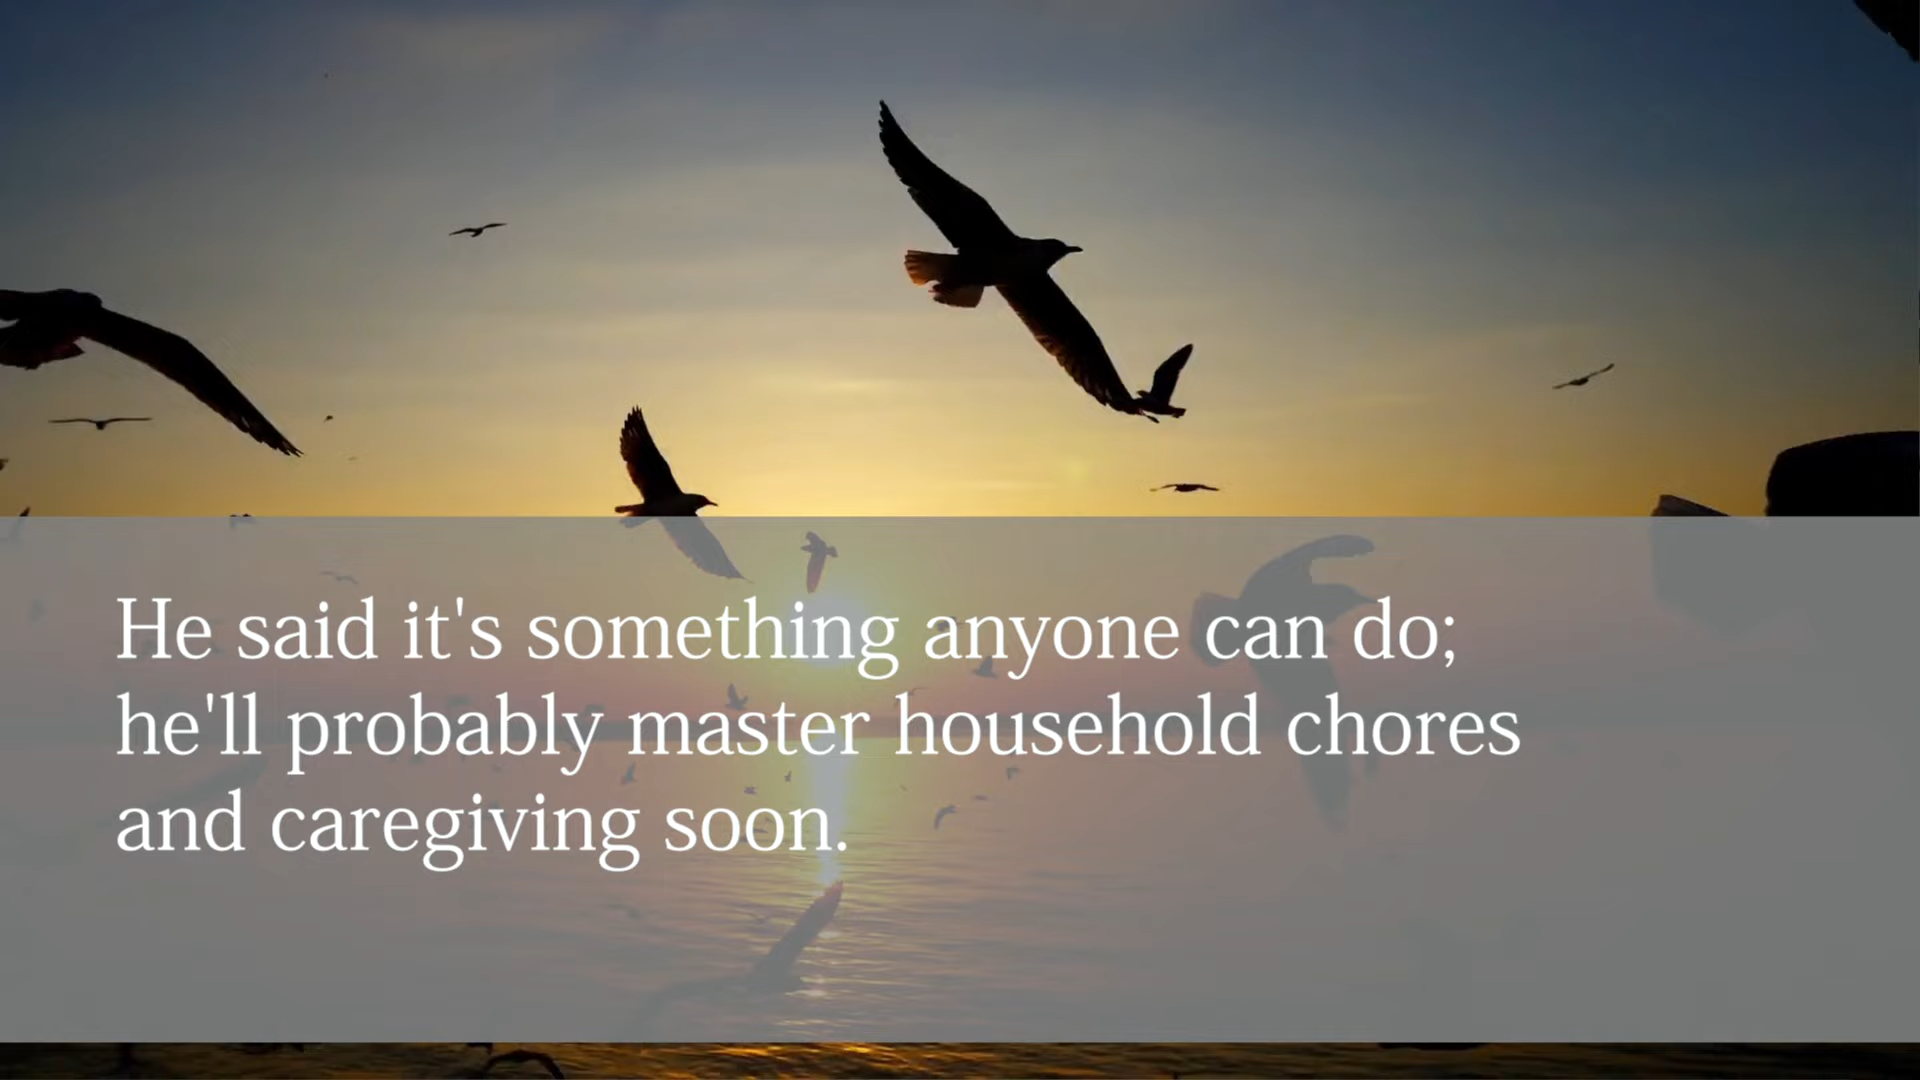 He said it's something anyone can do;
he'll probably master household chores
and caregiving soon.